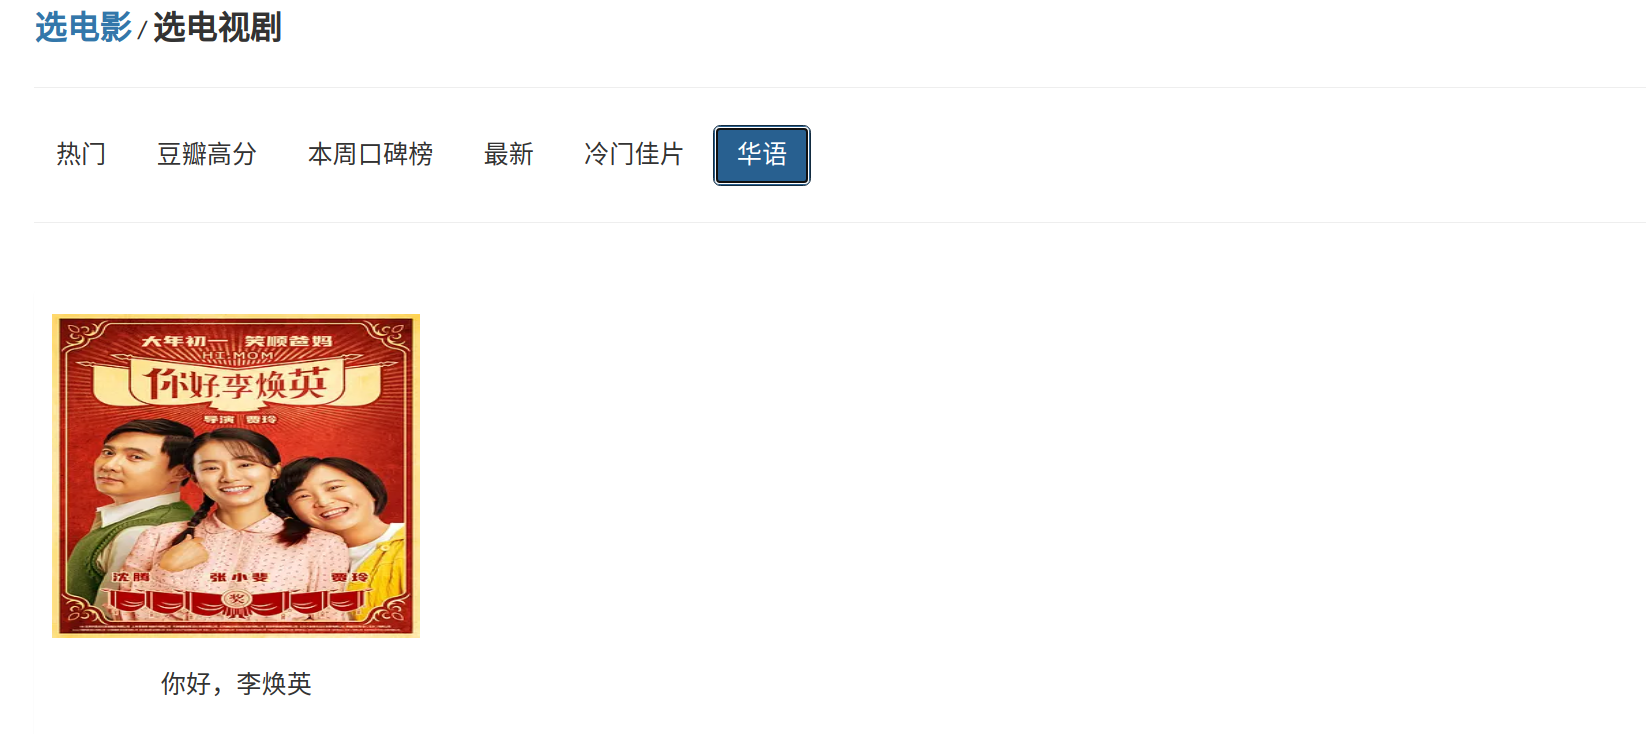 选电影 / 选电视剧
热门 豆瓣高分 本周口碑榜 最新 冷门佳片 华语
大年初一 笑顺爸妈
HI,MOM
你好,李焕英
导演 贾玲
沈腾 张小斐 贾玲
奖
你好，李焕英